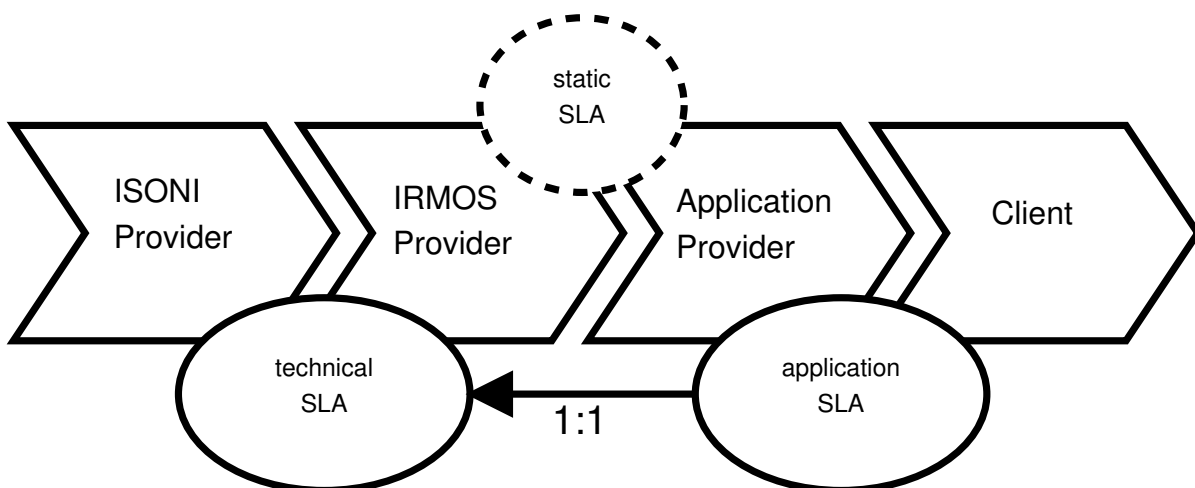 static
SLA
ISONI
Provider
IRMOS
Provider
Application
Provider
Client
technical
SLA
1:1
application
SLA